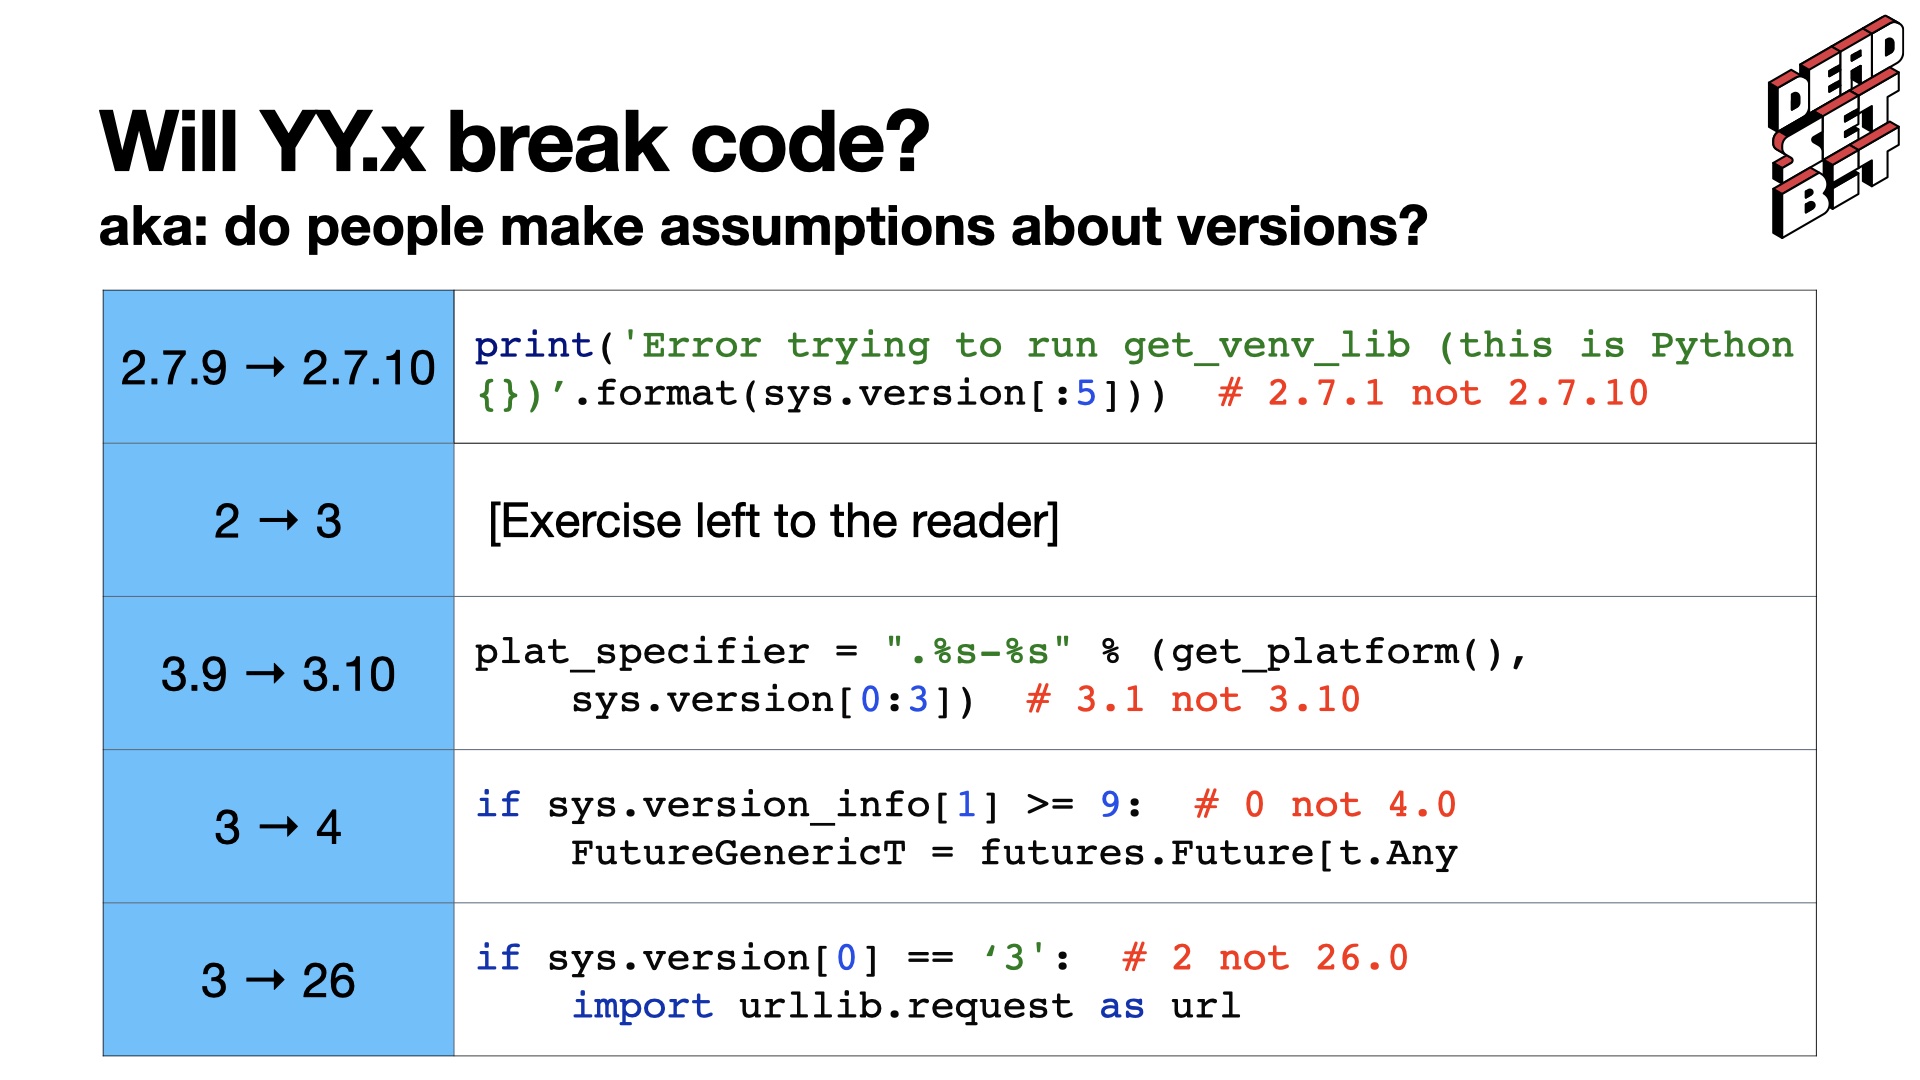 DEAD
SET
BIT
Will YY.x break code?
aka: do people make assumptions about versions?
2.7.9 → 2.7.10
print('Error trying to run get_venv_lib (this is Python
{})’.format(sys.version[:5]))  # 2.7.1 not 2.7.10
2 → 3
[Exercise left to the reader]
3.9 → 3.10
plat_specifier = ".%s-%s" % (get_platform(),
    sys.version[0:3])  # 3.1 not 3.10
3 → 4
if sys.version_info[1] >= 9:  # 0 not 4.0
    FutureGenericT = futures.Future[t.Any
3 → 26
if sys.version[0] == ‘3':  # 2 not 26.0
    import urllib.request as url